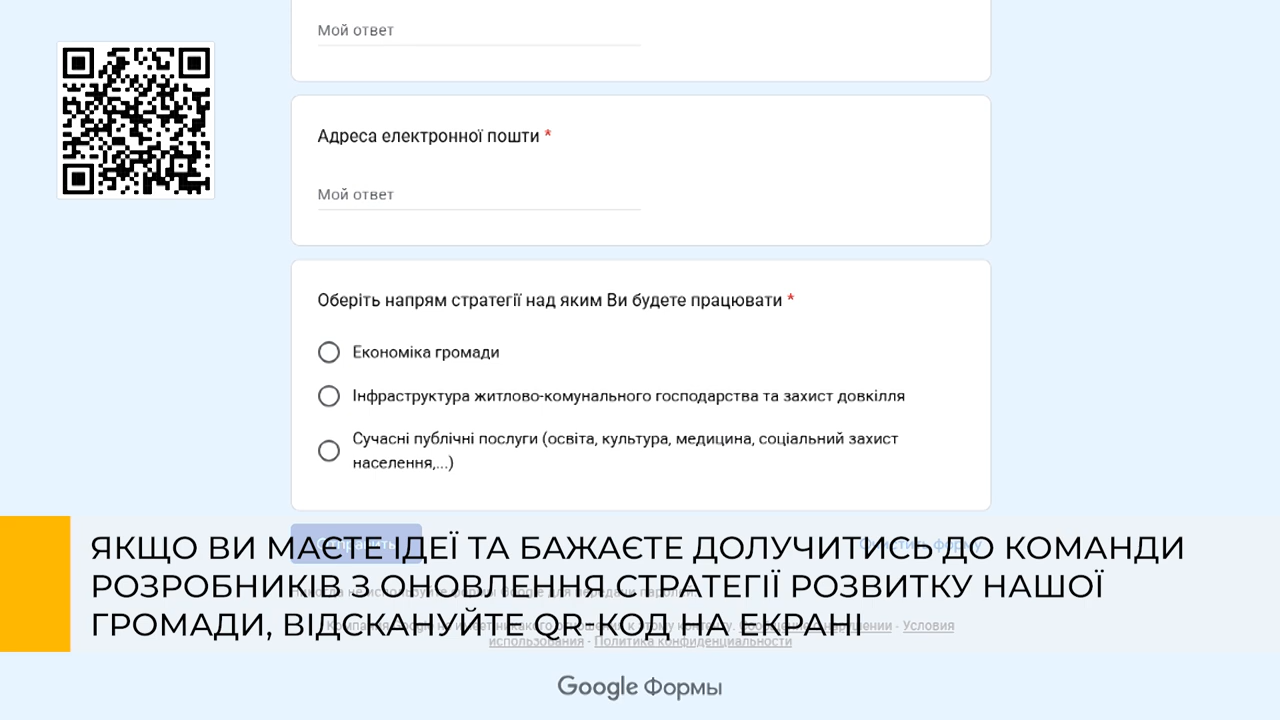 Мой ответ
Адреса електронної пошти *
Мой ответ
Оберіть напрям стратегії над яким Ви будете працювати *
Економіка громади
Інфраструктура житлово-комунального господарства та захист довкілля
Сучасні публічні послуги (освіта, культура, медицина, соціальний захист
населення,...)
ЯКЩО ВИ МАЄТЕ ІДЕЇ ТА БАЖАЄТЕ ДОЛУЧИТИСЬ ДО КОМАНДИ
РОЗРОБНИКІВ З ОНОВЛЕННЯ СТРАТЕГІЇ РОЗВИТКУ НАШОЇ
ГРОМАДИ, ВІДСКАНУЙТЕ QR-КОД НА ЕКРАНІ
Условия
использования - Политика конфиденциальности
Google Формы